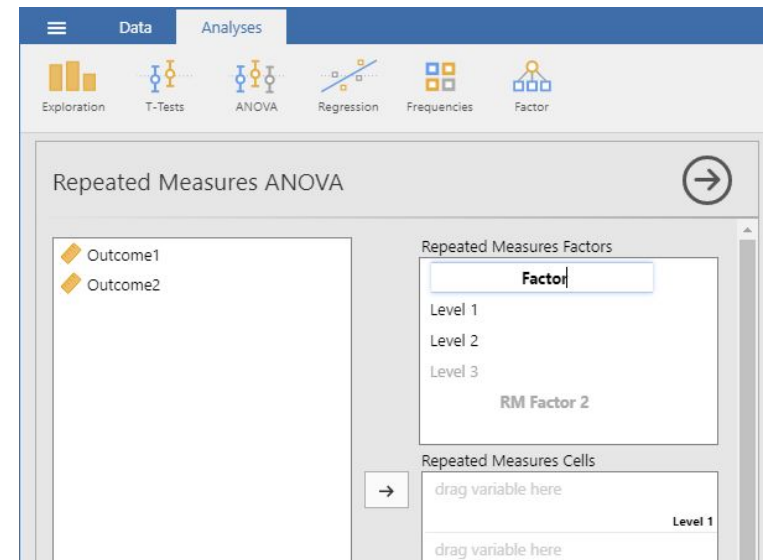 Data Analyses
Exploration T-Tests ANOVA Regression Frequencies Factor
Repeated Measures ANOVA
Outcome1
Outcome2
Repeated Measures Factors
Factor
Level 1
Level 2
Level 3
RM Factor 2
Repeated Measures Cells
drag variable here
Level 1
drag variable here